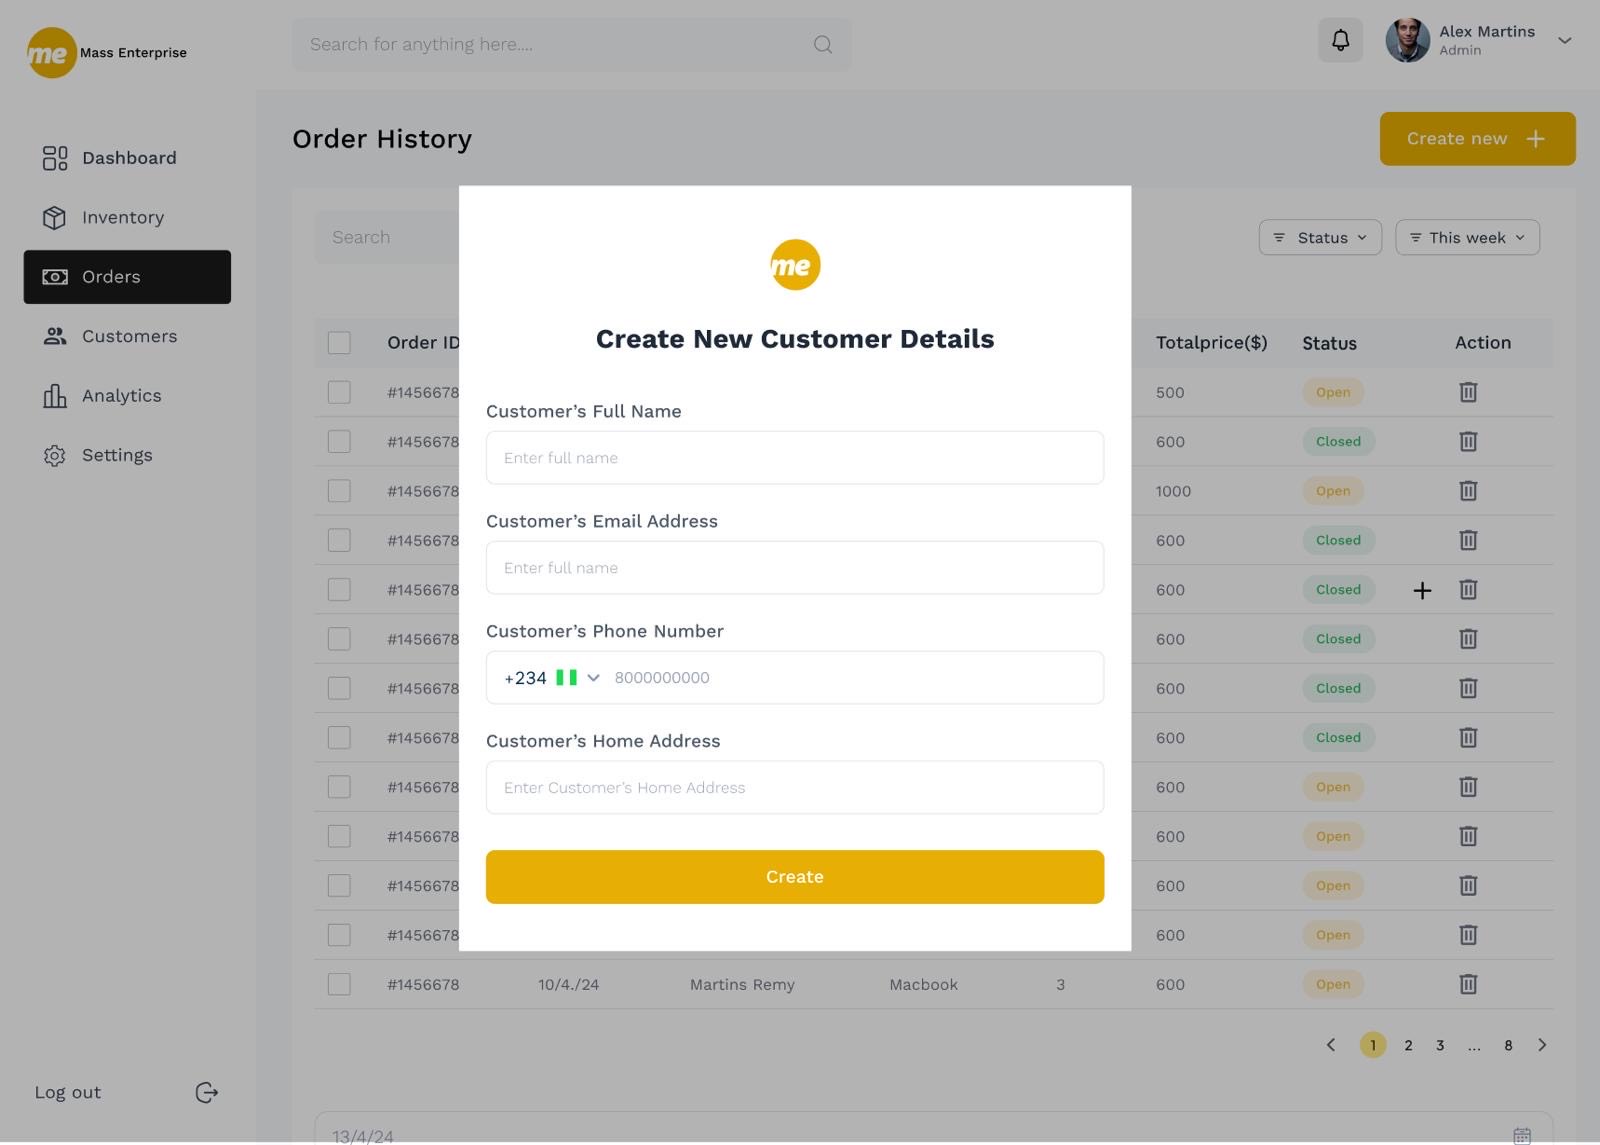 me Mass Enterprise
Search for anything here....
Alex Martins
Admin
Dashboard
Inventory
Orders
Customers
Analytics
Settings
Log out
Order History
Create new
Search
Status
This week
Order ID
Totalprice($)
Status
Action
#1456678 500 Open
#1456678 600 Closed
#1456678 1000 Open
#1456678 600 Closed
#1456678 600 Closed
#1456678 600 Closed
#1456678 600 Closed
#1456678 600 Closed
#1456678 600 Open
#1456678 600 Open
#1456678 600 Open
#1456678 600 Open
#1456678 10/4./24 Martins Remy Macbook 3 600 Open
1 2 3 ... 8
13/4/24
me
Create New Customer Details
Customer’s Full Name
Enter full name
Customer’s Email Address
Enter full name
Customer’s Phone Number
+234 8000000000
Customer’s Home Address
Enter Customer’s Home Address
Create